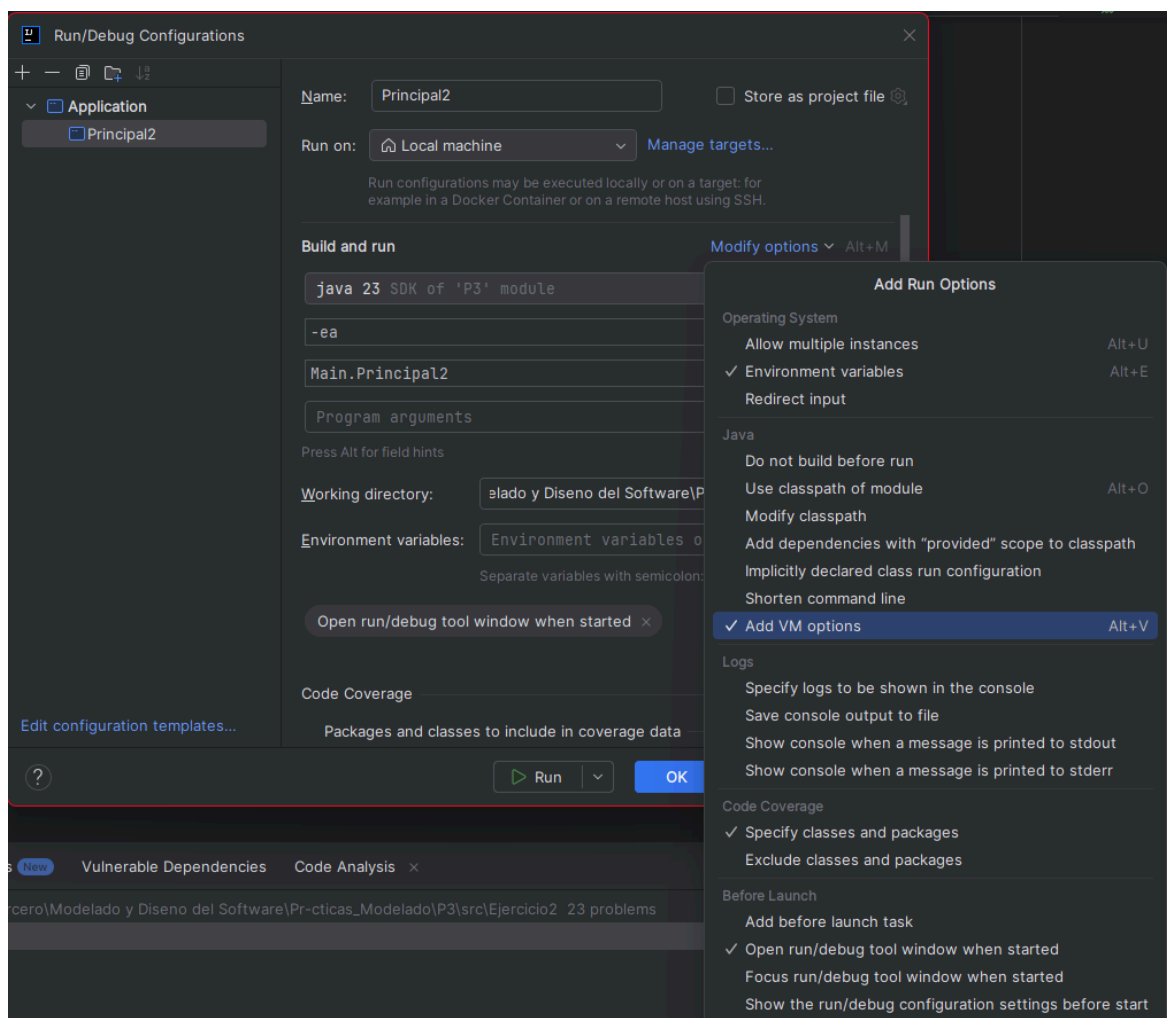 Run/Debug Configurations
Application
Principal2
Name: Principal2
Store as project file
Run on: Local machine
Manage targets...
Run configurations may be executed locally or on a target: for
example in a Docker Container or on a remote host using SSH.
Build and run
Modify options Alt+M
java 23 SDK of 'P3' module
-ea
Main.Principal2
Program arguments
Press Alt for field hints
Working directory: elado y Diseno del Software\P
Environment variables: Environment variables o
Separate variables with semicolon:
Open run/debug tool window when started
Code Coverage
Packages and classes to include in coverage data
Edit configuration templates...
?
Run
OK
Add Run Options
Operating System
Allow multiple instances Alt+U
Environment variables Alt+E
Redirect input
Java
Do not build before run
Use classpath of module Alt+O
Modify classpath
Add dependencies with “provided” scope to classpath
Implicitly declared class run configuration
Shorten command line
Add VM options Alt+V
Logs
Specify logs to be shown in the console
Save console output to file
Show console when a message is printed to stdout
Show console when a message is printed to stderr
Code Coverage
Specify classes and packages
Exclude classes and packages
Before Launch
Add before launch task
Open run/debug tool window when started
Focus run/debug tool window when started
Show the run/debug configuration settings before start
s New Vulnerable Dependencies Code Analysis
rcero\Modelado y Diseno del Software\Pr-cticas_Modelado\P3\src\Ejercicio2 23 problems